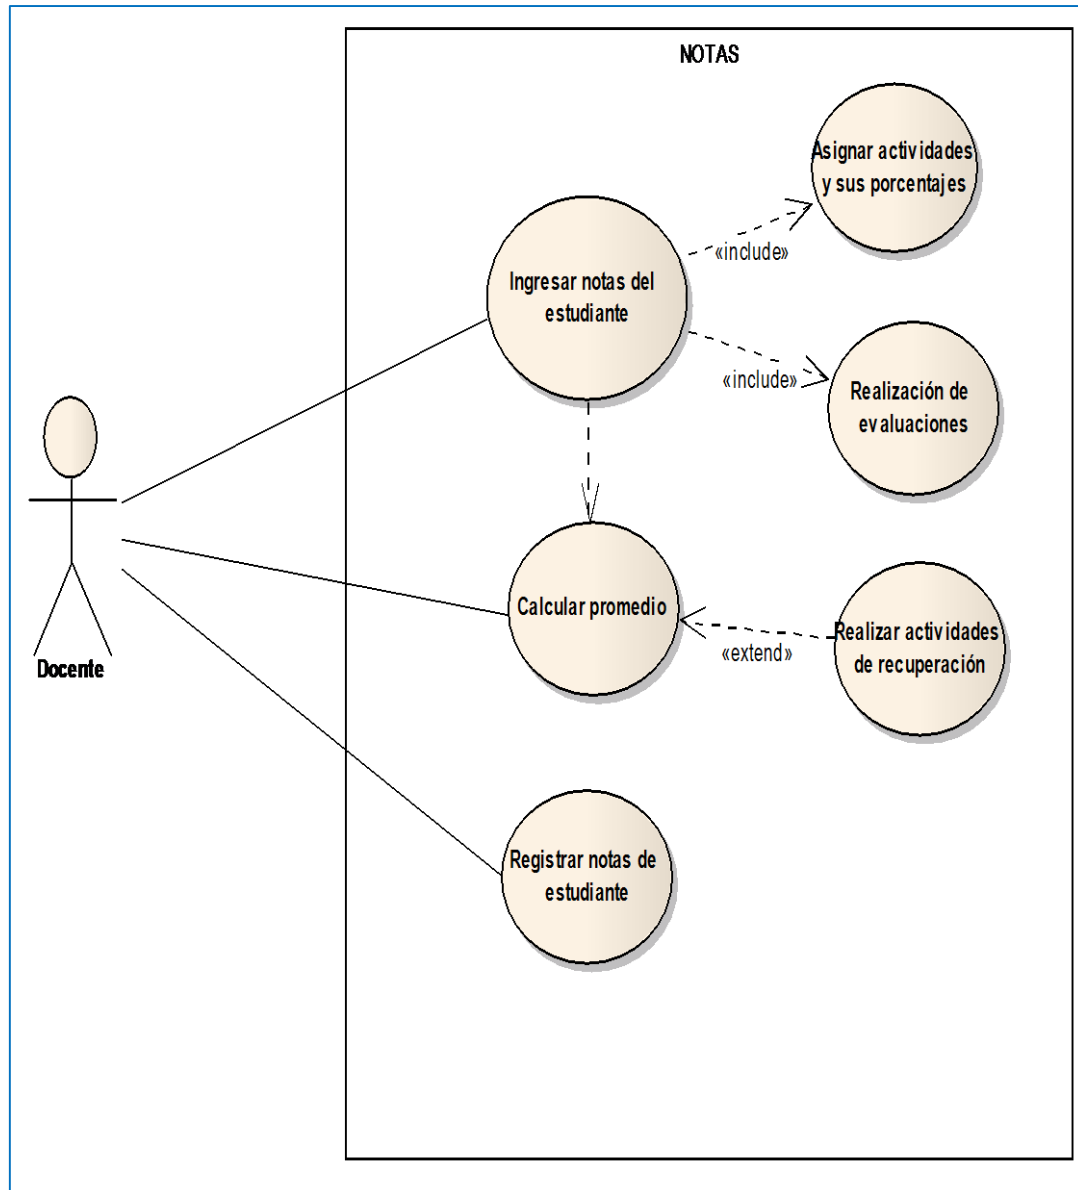 NOTAS
Asignar actividades
y sus porcentajes
«include»
Ingresar notas del
estudiante
«include»
Realización de
evaluaciones
Calcular promedio
«extend»
Realizar actividades
de recuperación
Docente
Registrar notas de
estudiante